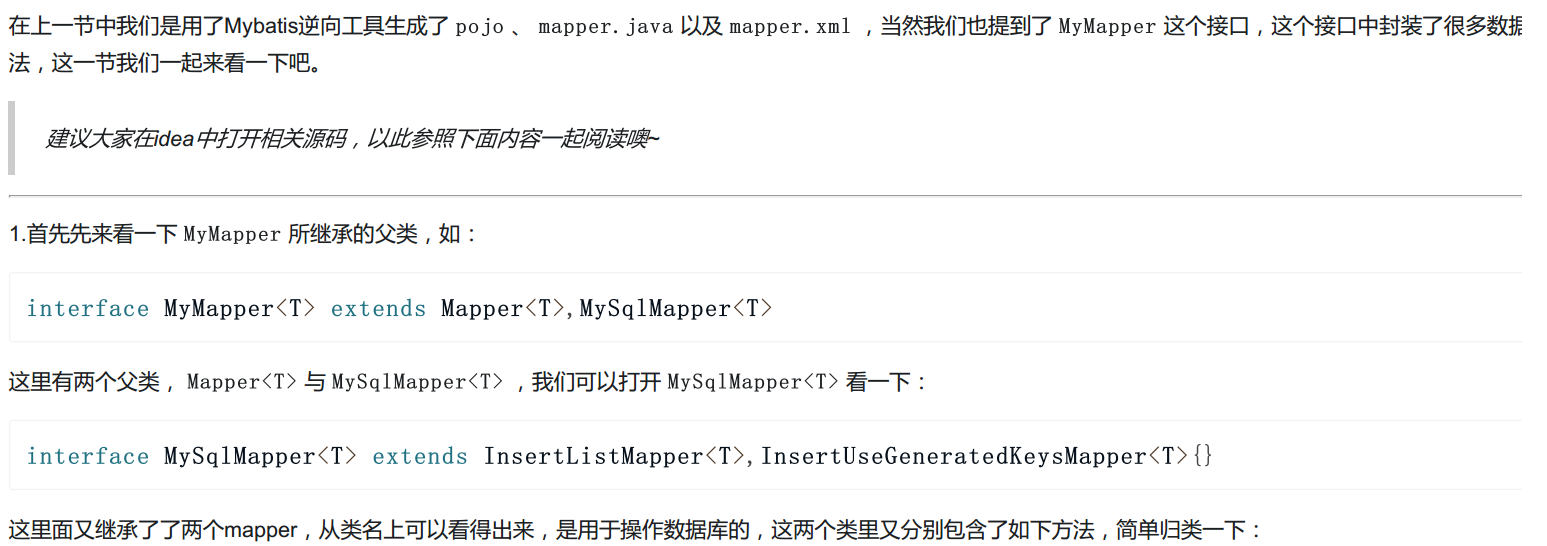 在上一节中我们是用了Mybatis逆向工具生成了 pojo 、 mapper.java 以及 mapper.xml ，当然我们也提到了 MyMapper 这个接口，这个接口中封装了很多数据
法，这一节我们一起来看一下吧。
建议大家在idea中打开相关源码，以此参照下面内容一起阅读噢~
1.首先先来看一下 MyMapper 所继承的父类，如：
interface MyMapper<T> extends Mapper<T>,MySqlMapper<T>
这里有两个父类， Mapper<T> 与 MySqlMapper<T> ，我们可以打开 MySqlMapper<T> 看一下：
interface MySqlMapper<T> extends InsertListMapper<T>,InsertUseGeneratedKeysMapper<T>{}
这里面又继承了了两个mapper，从类名上可以看得出来，是用于操作数据库的，这两个类里又分别包含了如下方法，简单归类一下：